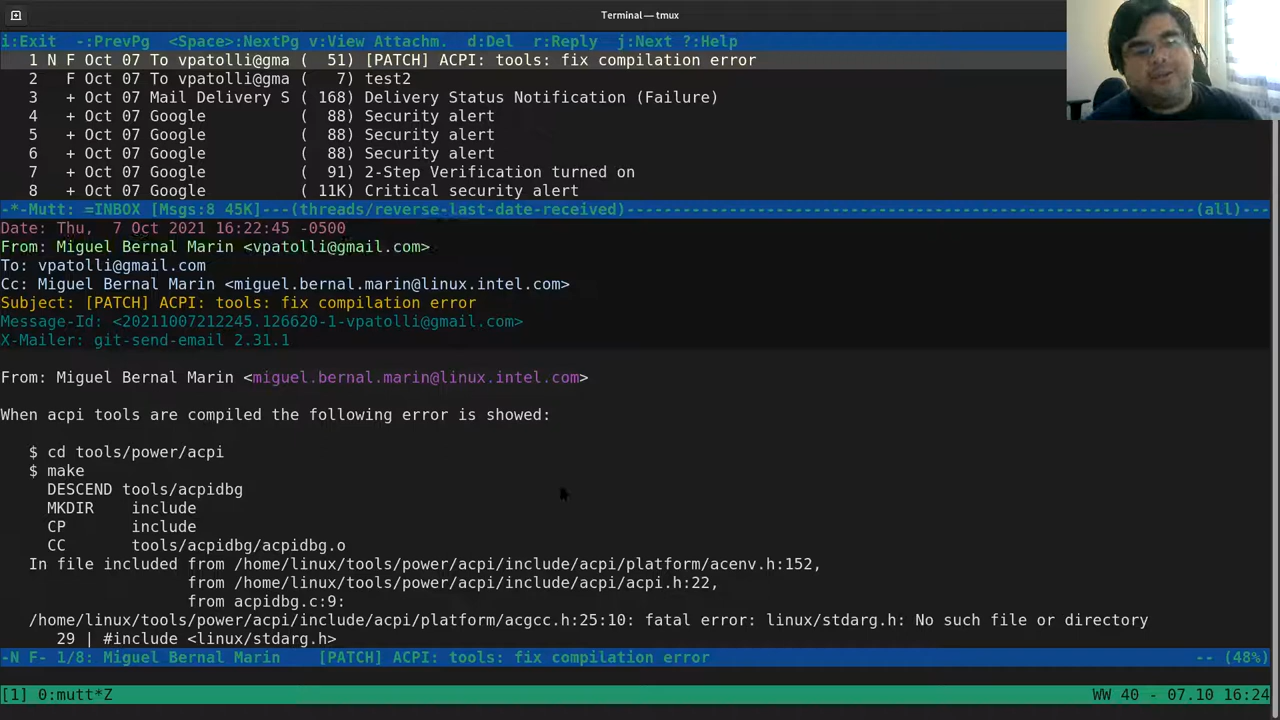 Terminal — tmux
i:Exit  -:PrevPg  <Space>:NextPg v:View Attachm.  d:Del  r:Reply  j:Next ?:Help
1 N F Oct 07 To vpatolli@gma (  51) [PATCH] ACPI: tools: fix compilation error
2   F Oct 07 To vpatolli@gma (   7) test2
3   + Oct 07 Mail Delivery S ( 168) Delivery Status Notification (Failure)
4   + Oct 07 Google          (  88) Security alert
5   + Oct 07 Google          (  88) Security alert
6   + Oct 07 Google          (  88) Security alert
7   + Oct 07 Google          (  91) 2-Step Verification turned on
8   + Oct 07 Google          ( 11K) Critical security alert
-*-Mutt: =INBOX [Msgs:8 45K]---(threads/reverse-last-date-received)-------------------------------------------------------------(all)---
Date: Thu,  7 Oct 2021 16:22:45 -0500
From: Miguel Bernal Marin <vpatolli@gmail.com>
To: vpatolli@gmail.com
Cc: Miguel Bernal Marin <miguel.bernal.marin@linux.intel.com>
Subject: [PATCH] ACPI: tools: fix compilation error
Message-Id: <20211007212245.126620-1-vpatolli@gmail.com>
X-Mailer: git-send-email 2.31.1
From: Miguel Bernal Marin <miguel.bernal.marin@linux.intel.com>
When acpi tools are compiled the following error is showed:
$ cd tools/power/acpi
$ make
DESCEND tools/acpidbg
MKDIR    include
CP       include
CC       tools/acpidbg/acpidbg.o
In file included from /home/linux/tools/power/acpi/include/acpi/platform/acenv.h:152,
from /home/linux/tools/power/acpi/include/acpi/acpi.h:22,
from acpidbg.c:9:
/home/linux/tools/power/acpi/include/acpi/platform/acgcc.h:25:10: fatal error: linux/stdarg.h: No such file or directory
29 | #include <linux/stdarg.h>
-N F- 1/8: Miguel Bernal Marin    [PATCH] ACPI: tools: fix compilation error -- (48%)
[1] 0:mutt*Z WW 40 - 07.10 16:24